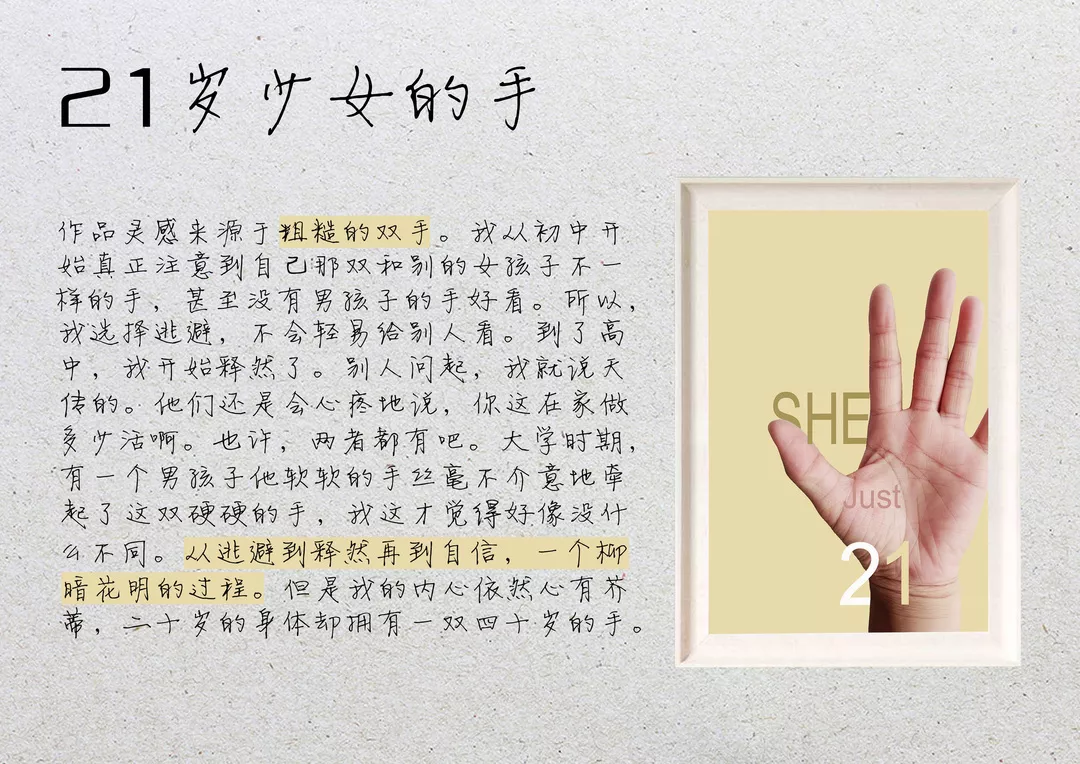 21岁少女的手
作品灵感来源于粗糙的双手。我从初中开
始真正注意到自己那双和别的女孩子不一
样的手，甚至没有男孩子的手好看。所以，
我选择逃避，不会轻易给别人看。到了高
中，我开始释然了。别人问起，我就说天
传的。他们还是会心疼地说，你这在家做
多少活啊。也许，两者都有吧。大学时期，
有一个男孩子他软软的手丝毫不介意地牵
起了这双硬硬的手，我这才觉得好像没什
么不同。从逃避到释然再到自信，一个柳
暗花明的过程。但是我的内心依然心有芥
蒂，二十岁的身体却拥有一双四十岁的手。
SHE
Just
21